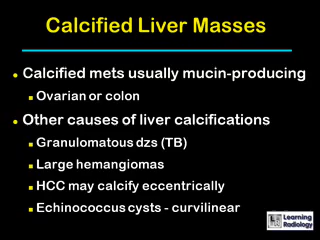 Calcified Liver Masses
Calcified mets usually mucin-producing
Ovarian or colon
Other causes of liver calcifications
Granulomatous dzs (TB)
Large hemangiomas
HCC may calcify eccentrically
Echinococcus cysts - curvilinear
Learning
Radiology